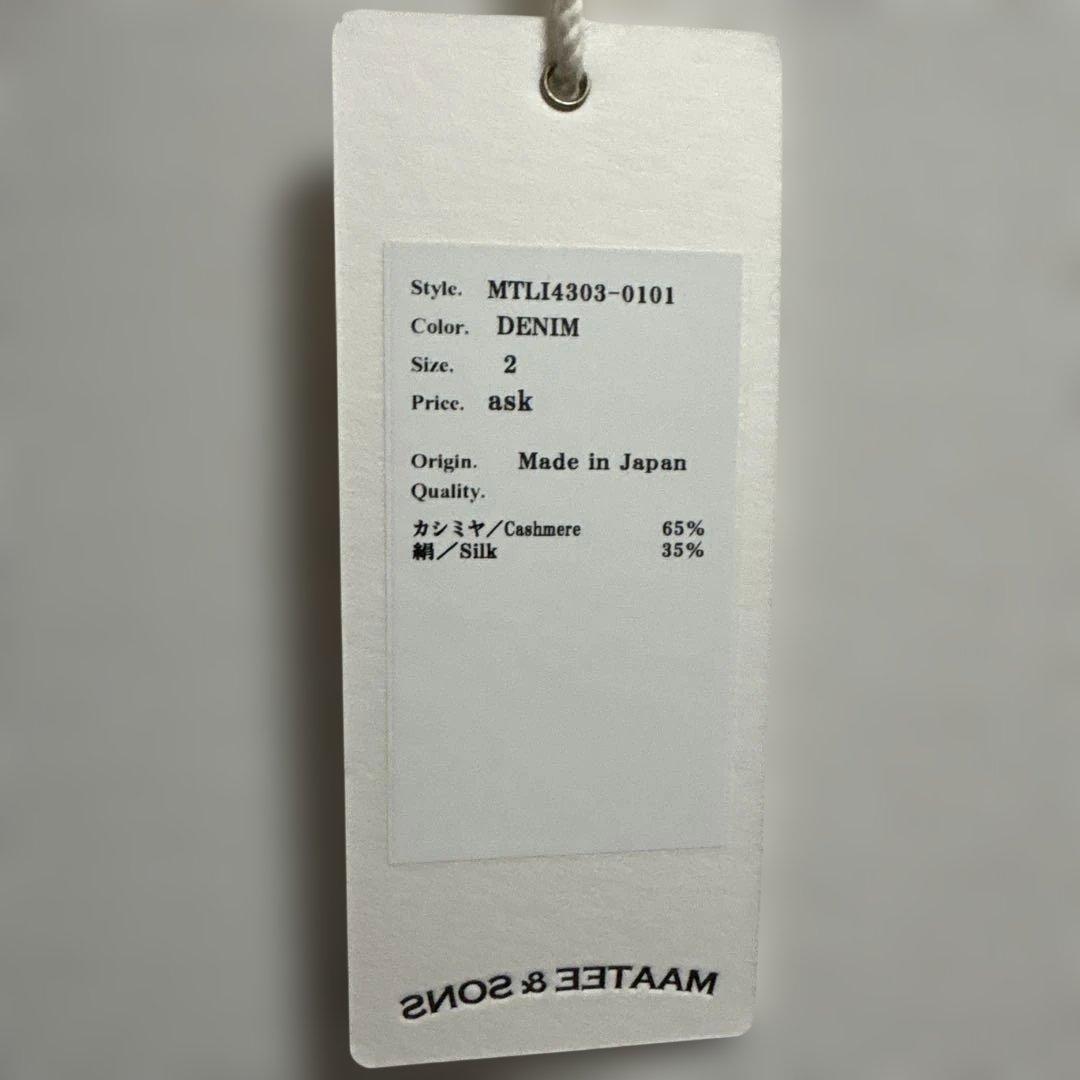 Style. MTLI4303-0101
Color. DENIM
Size. 2
Price. ask
Origin. Made in Japan
Quality.
カシミヤ/Cashmere 65%
絹/Silk 35%
MAATEE & SONS